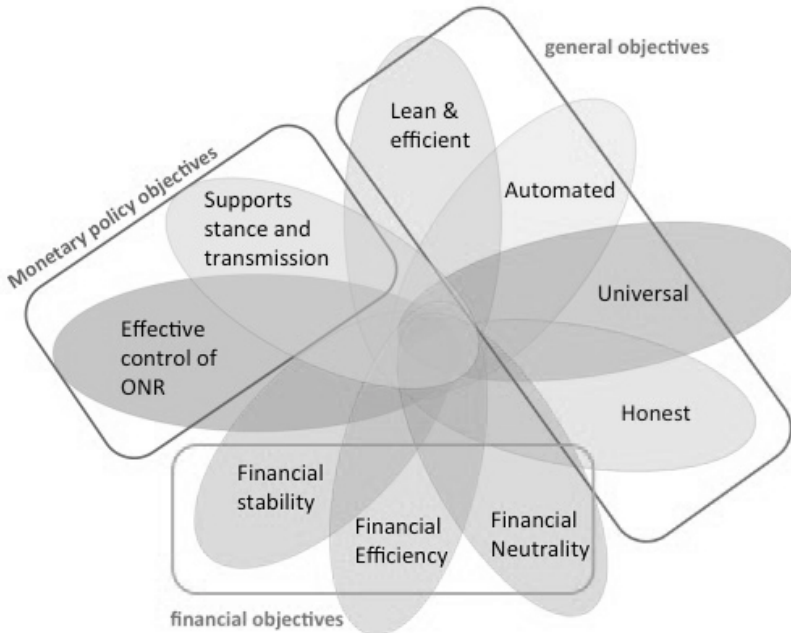 general objectives
Lean &
efficient
Automated
Universal
Honest
Monetary policy objectives
Supports
stance and
transmission
Effective
control of
ONR
Financial
stability
Financial
Efficiency
Financial
Neutrality
financial objectives